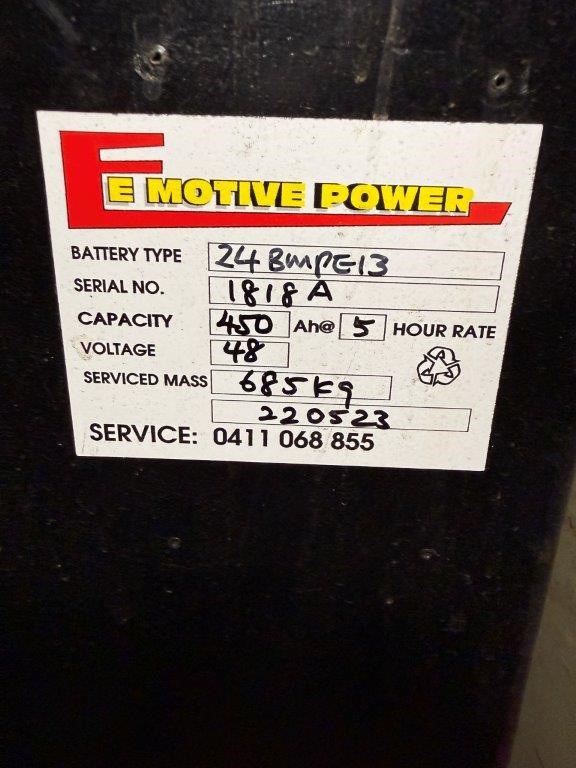 E MOTIVE POWER
BATTERY TYPE 24BMPE13
SERIAL NO. 1818A
CAPACITY 450 Ah@ 5 HOUR RATE
VOLTAGE 48
SERVICED MASS 685kg
220523
SERVICE: 0411 068 855